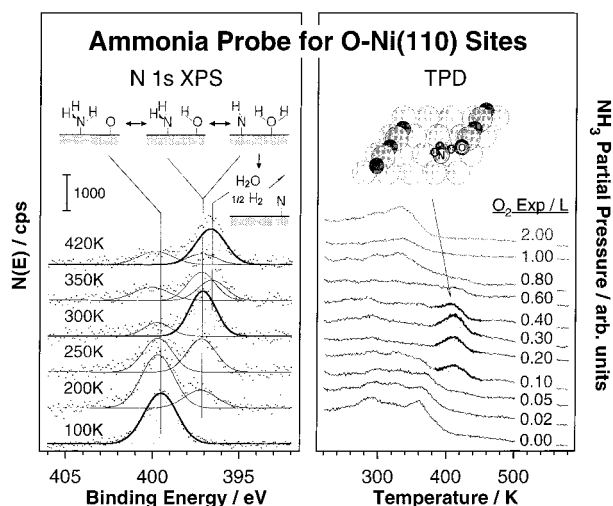 Ammonia Probe for O-Ni(110) Sites
N 1s XPS
TPD
H H H O
N
H H H O
N
H H H
N O
H₂O
½ H₂ N
1000
N(E) / cps
420K
350K
300K
250K
200K
100K
405 400 395
Binding Energy / eV
N O
O₂ Exp / L
2.00
1.00
0.80
0.60
0.40
0.30
0.20
0.10
0.05
0.02
0.00
300 400 500
Temperature / K
NH₃ Partial Pressure / arb. units